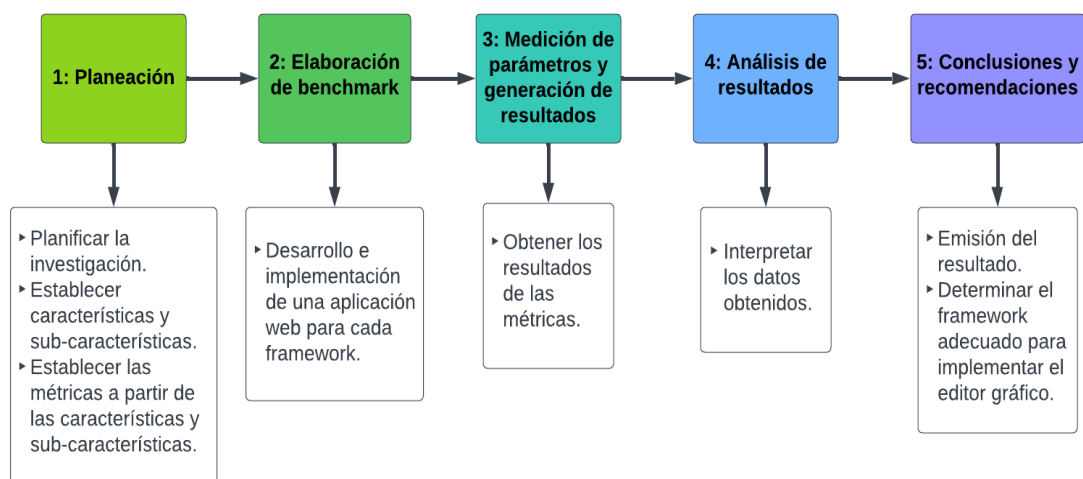 1: Planeación
2: Elaboración
de benchmark
3: Medición de
parámetros y
generación de
resultados
4: Análisis de
resultados
5: Conclusiones y
recomendaciones
‣ Planificar la
investigación.
‣ Establecer
características y
sub-características.
‣ Establecer las
métricas a partir de
las características y
sub-características.
‣ Desarrollo e
implementación
de una aplicación
web para cada
framework.
‣ Obtener los
resultados
de las
métricas.
‣ Interpretar
los datos
obtenidos.
‣ Emisión del
resultado.
‣ Determinar el
framework
adecuado para
implementar el
editor gráfico.